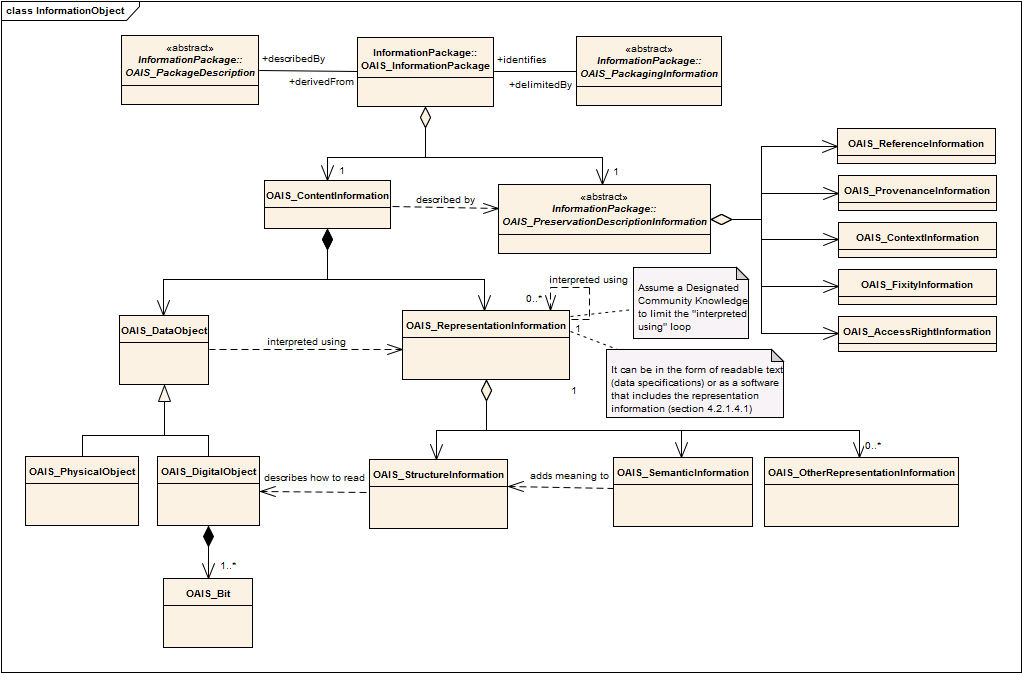 class InformationObject
«abstract»
InformationPackage::
OAIS_PackageDescription
+describedBy
+derivedFrom
InformationPackage::
OAIS_InformationPackage
+identifies
+delimitedBy
«abstract»
InformationPackage::
OAIS_PackagingInformation
1
1
OAIS_ContentInformation
described by
«abstract»
InformationPackage::
OAIS_PreservationDescriptionInformation
OAIS_ReferenceInformation
OAIS_ProvenanceInformation
OAIS_ContextInformation
OAIS_FixityInformation
OAIS_AccessRightInformation
OAIS_DataObject
interpreted using
OAIS_RepresentationInformation
interpreted using
0..*
1
Assume a Designated
Community Knowledge
to limit the "interpreted
using" loop
It can be in the form of readable text
(data specifications) or as a software
that includes the representation
information (section 4.2.1.4.1)
1
0..*
OAIS_PhysicalObject
OAIS_DigitalObject
describes how to read
OAIS_StructureInformation
adds meaning to
OAIS_SemanticInformation
OAIS_OtherRepresentationInformation
1..*
OAIS_Bit